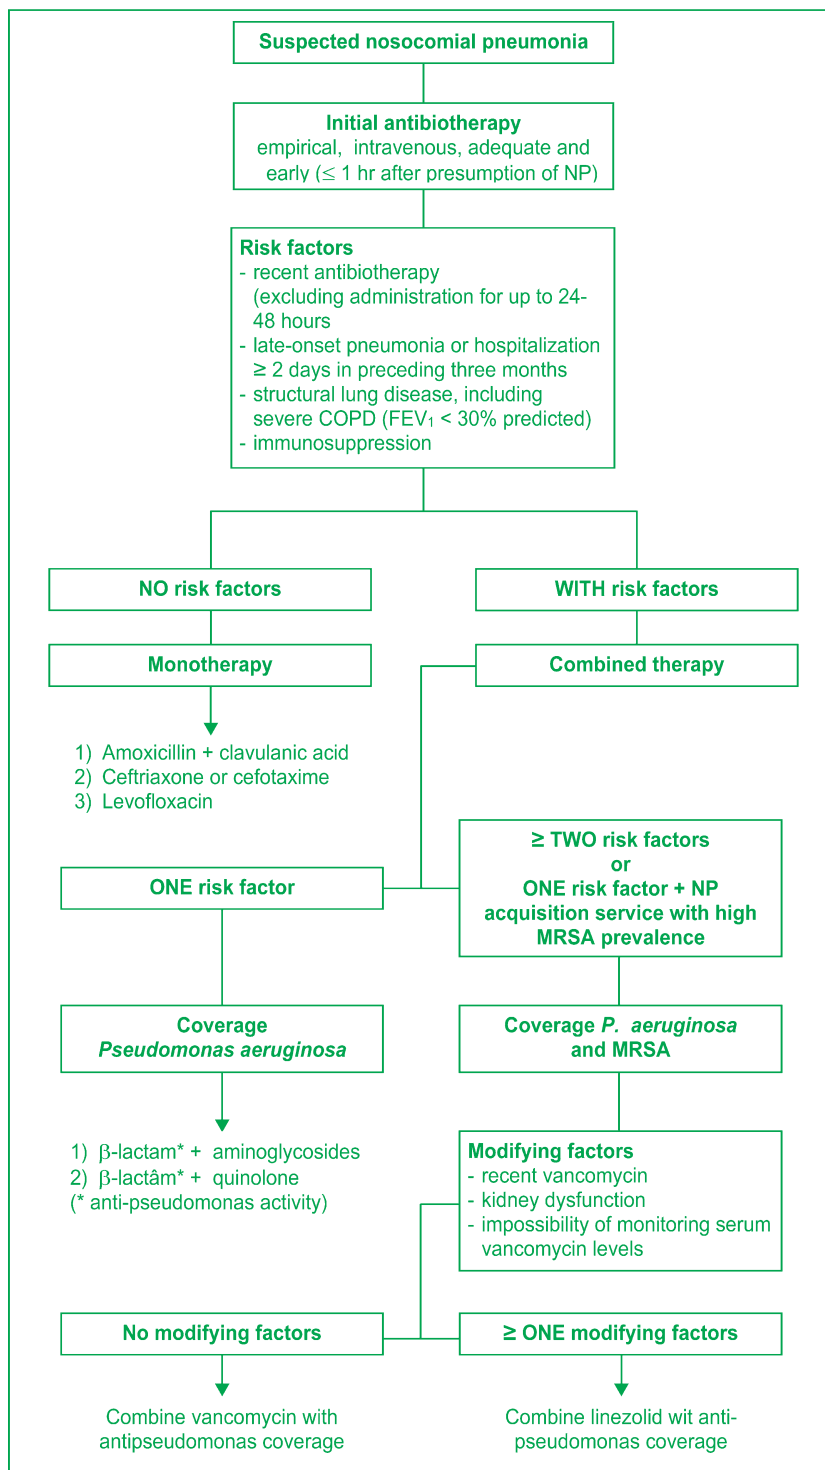 Suspected nosocomial pneumonia
Initial antibiotherapy
empirical, intravenous, adequate and
early (≤ 1 hr after presumption of NP)
Risk factors
- recent antibiotherapy
(excluding administration for up to 24-
48 hours
- late-onset pneumonia or hospitalization
≥ 2 days in preceding three months
- structural lung disease, including
severe COPD (FEV₁ < 30% predicted)
- immunosuppression
NO risk factors
WITH risk factors
Monotherapy
Combined therapy
1) Amoxicillin + clavulanic acid
2) Ceftriaxone or cefotaxime
3) Levofloxacin
ONE risk factor
≥ TWO risk factors
or
ONE risk factor + NP
acquisition service with high
MRSA prevalence
Coverage
Pseudomonas aeruginosa
Coverage P. aeruginosa
and MRSA
1) β-lactam* + aminoglycosides
2) β-lactâm* + quinolone
(* anti-pseudomonas activity)
Modifying factors
- recent vancomycin
- kidney dysfunction
- impossibility of monitoring serum
vancomycin levels
No modifying factors
≥ ONE modifying factors
Combine vancomycin with
antipseudomonas coverage
Combine linezolid wit anti-
pseudomonas coverage